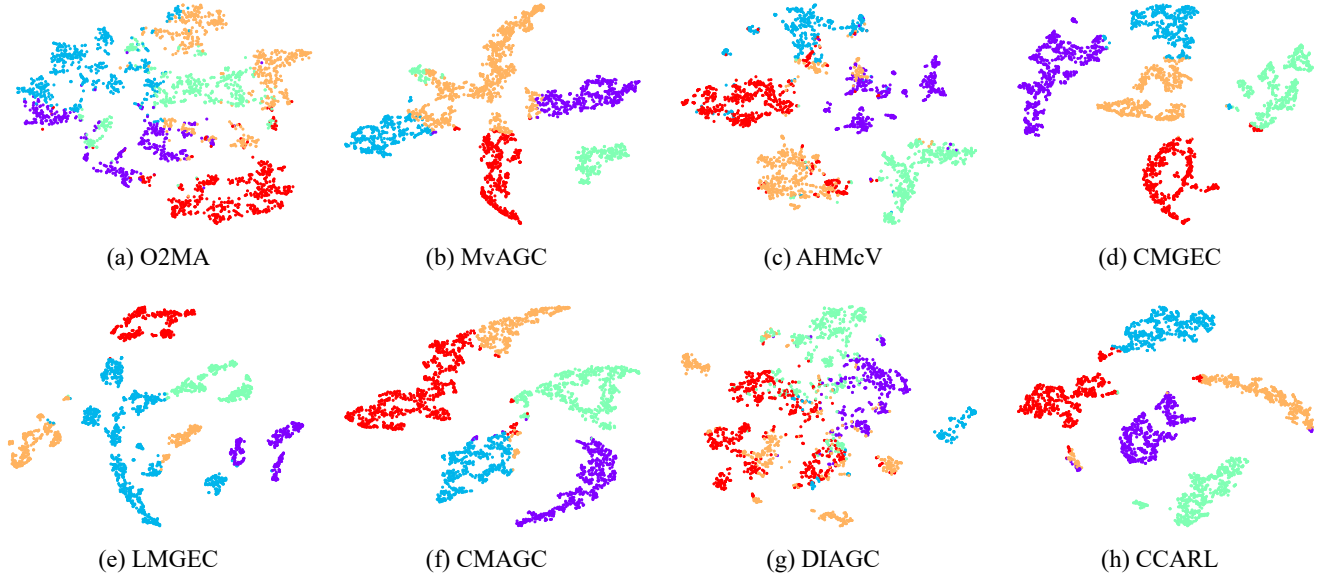 (a) O2MA
(b) MvAGC
(c) AHMcV
(d) CMGEC
(e) LMGEC
(f) CMAGC
(g) DIAGC
(h) CCARL